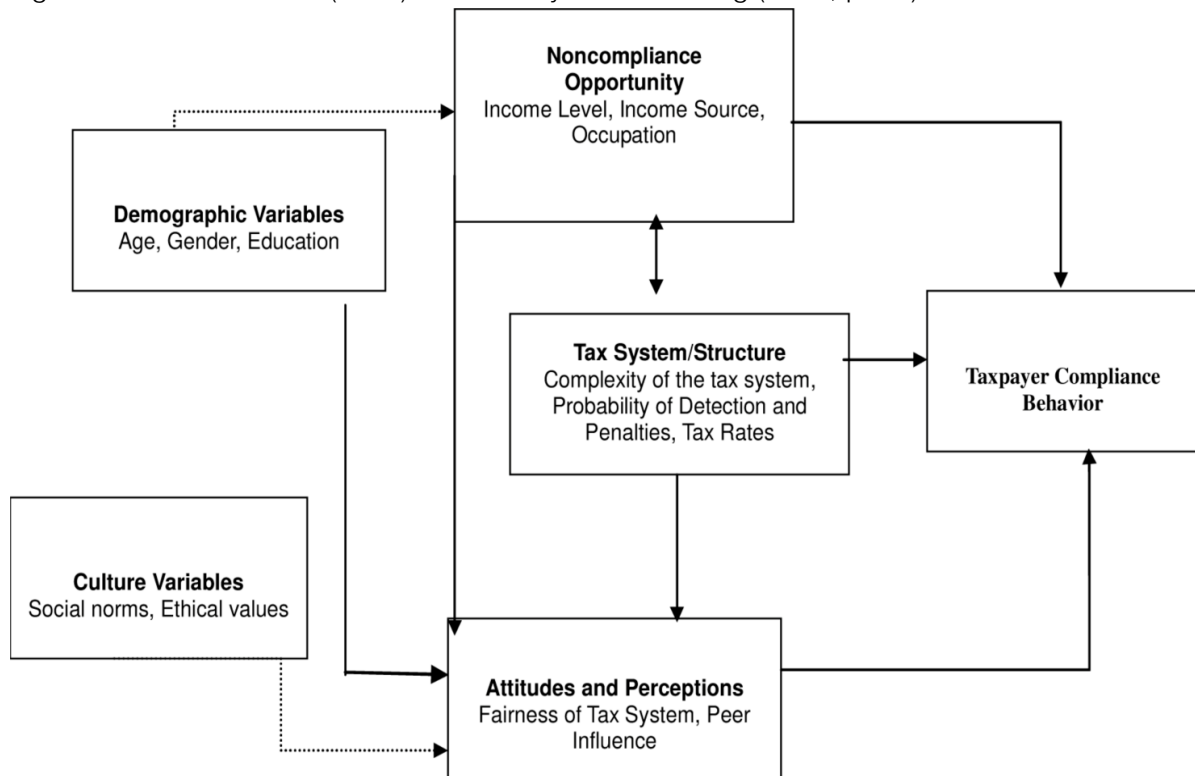 Noncompliance
Opportunity
Income Level, Income Source,
Occupation
Demographic Variables
Age, Gender, Education
Tax System/Structure
Complexity of the tax system,
Probability of Detection and
Penalties, Tax Rates
Taxpayer Compliance
Behavior
Culture Variables
Social norms, Ethical values
Attitudes and Perceptions
Fairness of Tax System, Peer
Influence